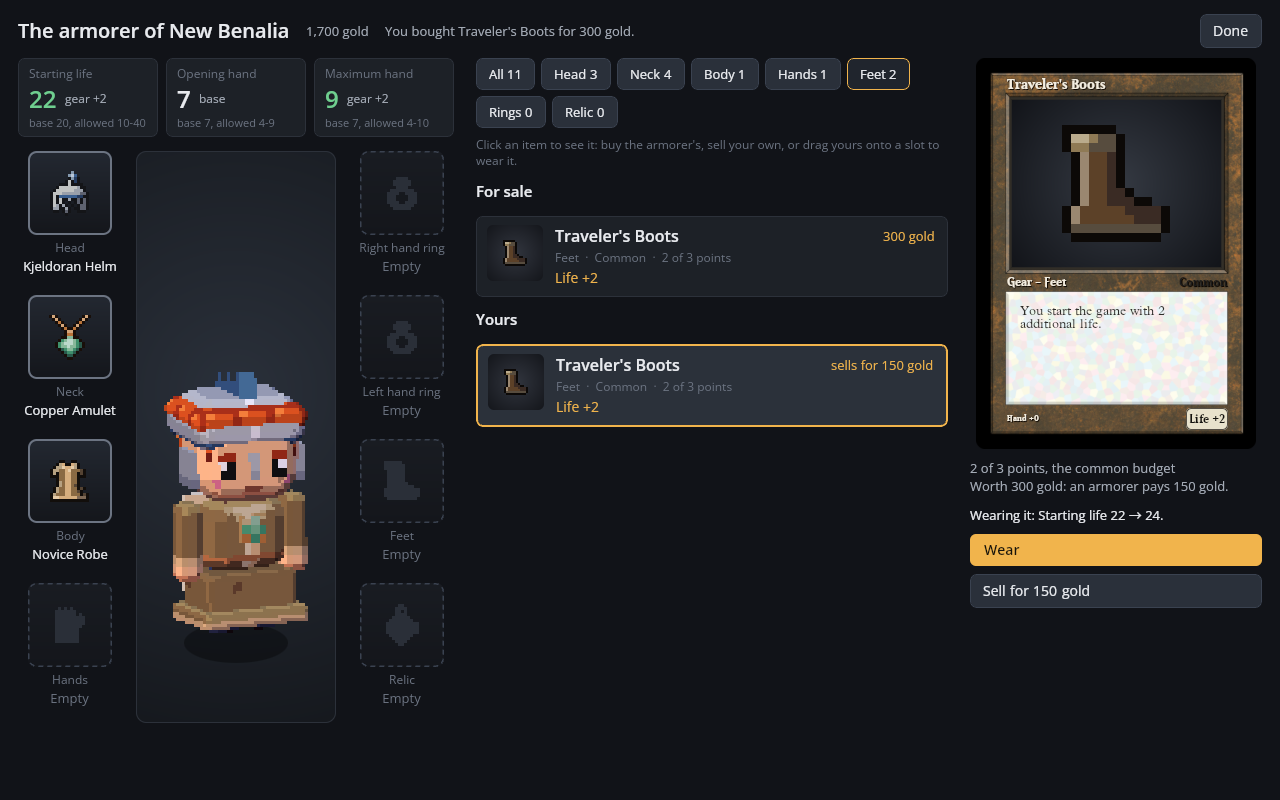 The armorer of New Benalia
1,700 gold
You bought Traveler's Boots for 300 gold.
Done
Starting life
22 gear +2
base 20, allowed 10-40
Opening hand
7 base
base 7, allowed 4-9
Maximum hand
9 gear +2
base 7, allowed 4-10
Head
Kjeldoran Helm
Neck
Copper Amulet
Body
Novice Robe
Hands
Empty
Right hand ring
Empty
Left hand ring
Empty
Feet
Empty
Relic
Empty
All 11
Head 3
Neck 4
Body 1
Hands 1
Feet 2
Rings 0
Relic 0
Click an item to see it: buy the armorer's, sell your own, or drag yours onto a slot to
wear it.
For sale
Traveler's Boots
300 gold
Feet · Common · 2 of 3 points
Life +2
Yours
Traveler's Boots
sells for 150 gold
Feet · Common · 2 of 3 points
Life +2
Traveler's Boots
Gear – Feet
Common
You start the game with 2
additional life.
Hand +0
Life +2
2 of 3 points, the common budget
Worth 300 gold: an armorer pays 150 gold.
Wearing it: Starting life 22 → 24.
Wear
Sell for 150 gold